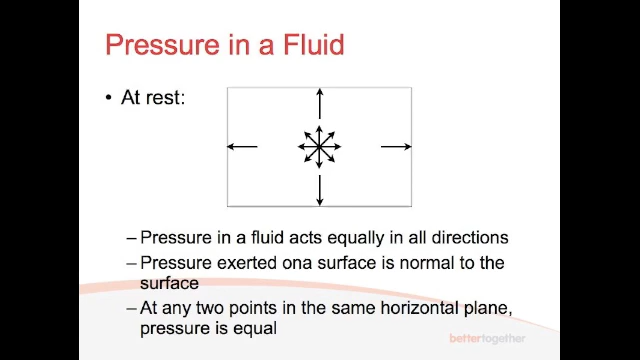 Pressure in a Fluid
• At rest:
– Pressure in a fluid acts equally in all directions
– Pressure exerted ona surface is normal to the
surface
– At any two points in the same horizontal plane,
pressure is equal
bettertogether